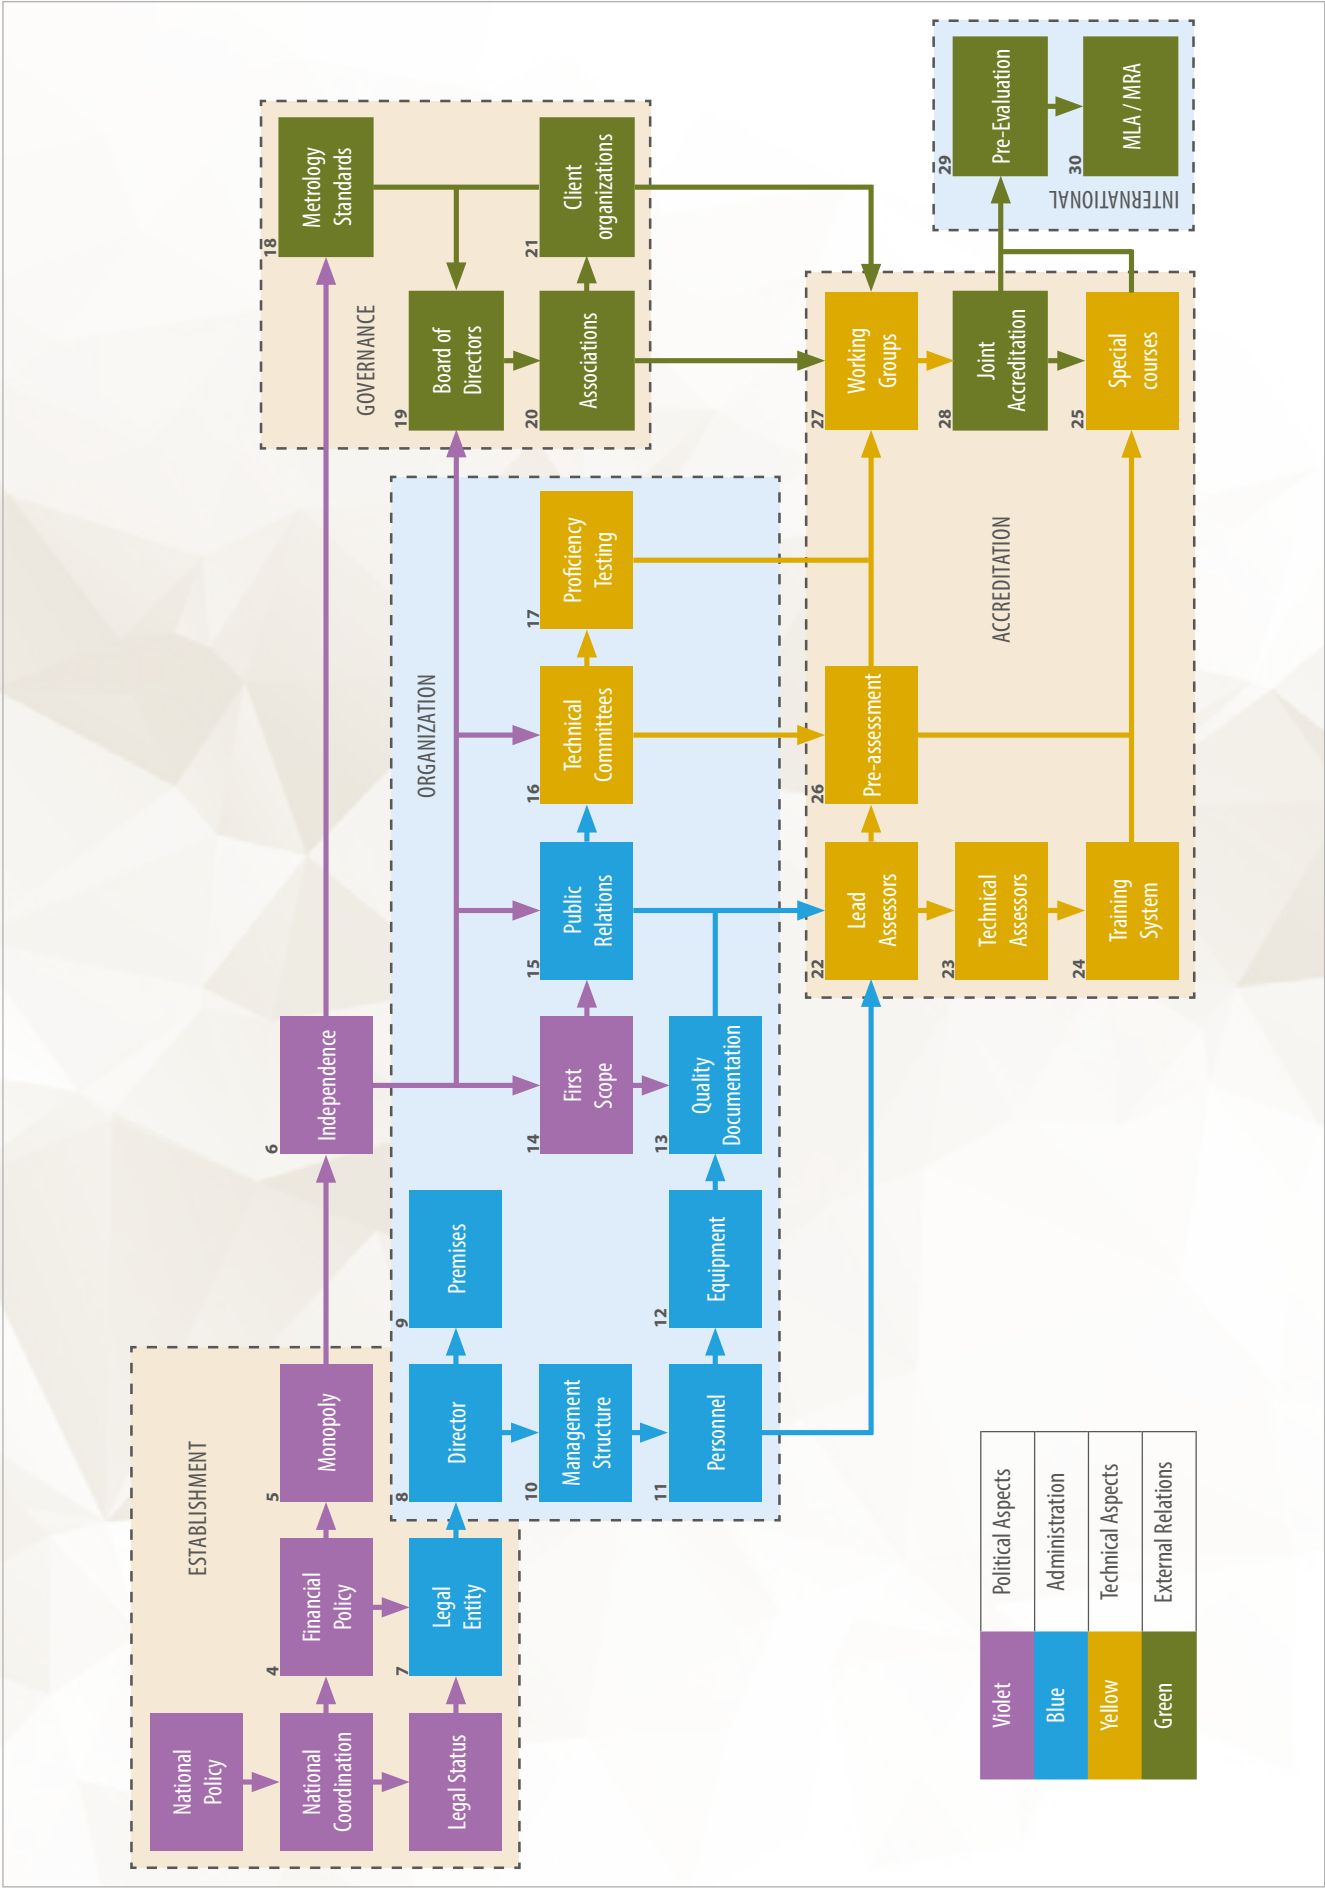 ESTABLISHMENT
National
Policy
National
Coordination
Legal Status
4
Financial
Policy
5
Monopoly
7
Legal
Entity
6
Independence
ORGANIZATION
8
Director
9
Premises
10
Management
Structure
11
Personnel
12
Equipment
13
Quality
Documentation
14
First
Scope
15
Public
Relations
16
Technical
Committees
17
Proficiency
Testing
GOVERNANCE
18
Metrology
Standards
19
Board of
Directors
20
Associations
21
Client
organizations
ACCREDITATION
22
Lead
Assessors
23
Technical
Assessors
24
Training
System
26
Pre-assessment
27
Working
Groups
28
Joint
Accreditation
25
Special
courses
INTERNATIONAL
29
Pre-Evaluation
30
MLA / MRA
Violet Political Aspects
Blue Administration
Yellow Technical Aspects
Green External Relations